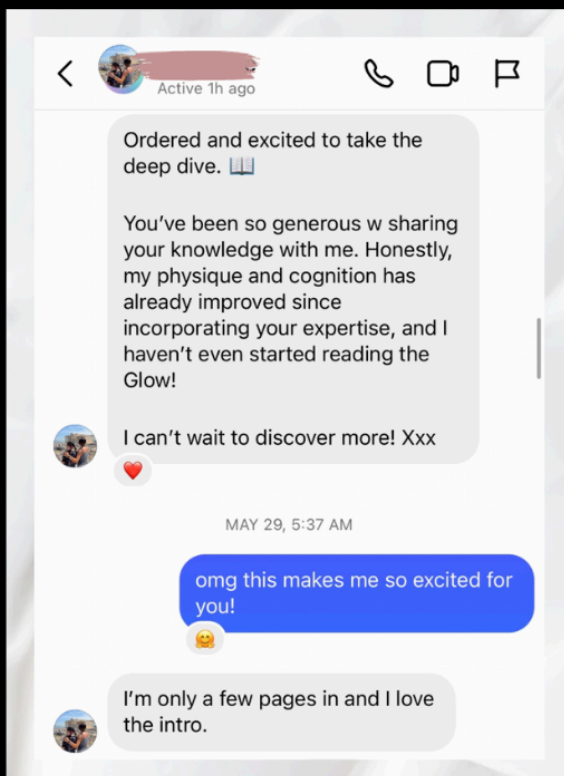 Active 1h ago
Ordered and excited to take the
deep dive. 📖
You’ve been so generous w sharing
your knowledge with me. Honestly,
my physique and cognition has
already improved since
incorporating your expertise, and I
haven’t even started reading the
Glow!
I can’t wait to discover more! Xxx
MAY 29, 5:37 AM
omg this makes me so excited for
you!
I’m only a few pages in and I love
the intro.